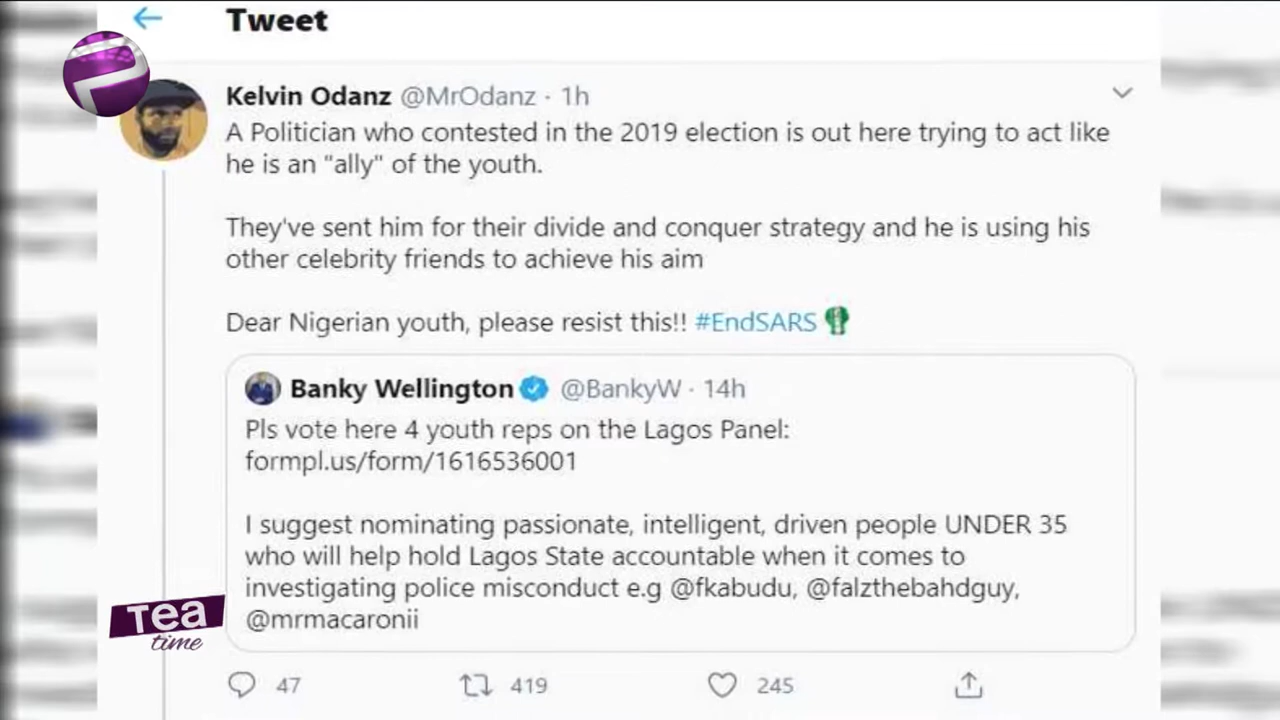 Tweet
Kelvin Odanz @MrOdanz · 1h
A Politician who contested in the 2019 election is out here trying to act like
he is an "ally" of the youth.
They've sent him for their divide and conquer strategy and he is using his
other celebrity friends to achieve his aim
Dear Nigerian youth, please resist this!! #EndSARS
Banky Wellington @BankyW · 14h
Pls vote here 4 youth reps on the Lagos Panel:
formpl.us/form/1616536001
I suggest nominating passionate, intelligent, driven people UNDER 35
who will help hold Lagos State accountable when it comes to
investigating police misconduct e.g @fkabudu, @falzthebahdguy,
@mrmacaronii
Tea
time
47 419 245